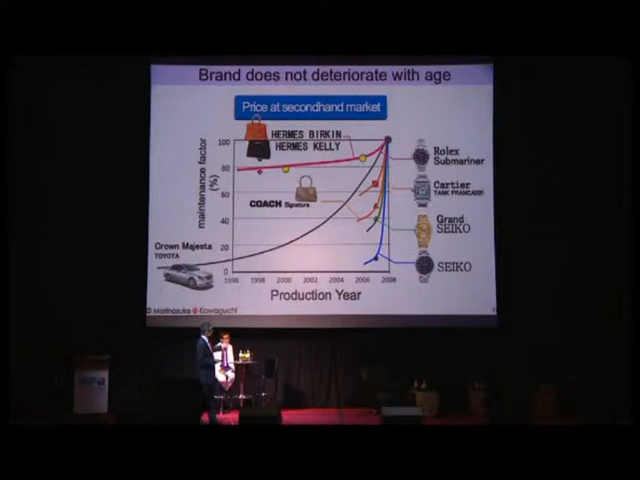 Brand does not deteriorate with age
Price at secondhand market
HERMES BIRKIN
HERMES KELLY
Rolex
Submariner
Cartier
TANK FRANCAISE
COACH Signature
Grand
SEIKO
SEIKO
Crown Majesta
TOYOTA
maintenance factor
(%)
100
80
60
40
20
0
1996 1998 2000 2002 2004 2006 2008
Production Year
Kawaguchi